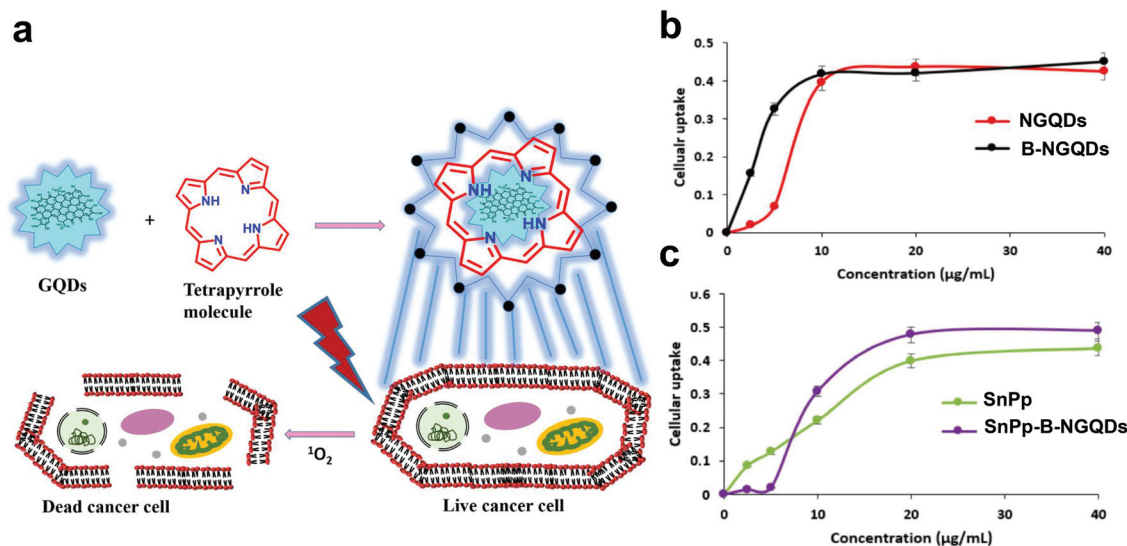 a
GQDs
+
NH
N
N
HN
Tetrapyrrole
molecule
NH
N
N
HN
Dead cancer cell
¹O₂
Live cancer cell
b
Cellualr uptake
0.5
0.4
0.3
0.2
0.1
0
0
10
20
30
40
Concentration (µg/mL)
NGQDs
B-NGQDs
c
Cellular uptake
0.6
0.5
0.4
0.3
0.2
0.1
0
0
10
20
30
40
Concentration (µg/mL)
SnPp
SnPp-B-NGQDs